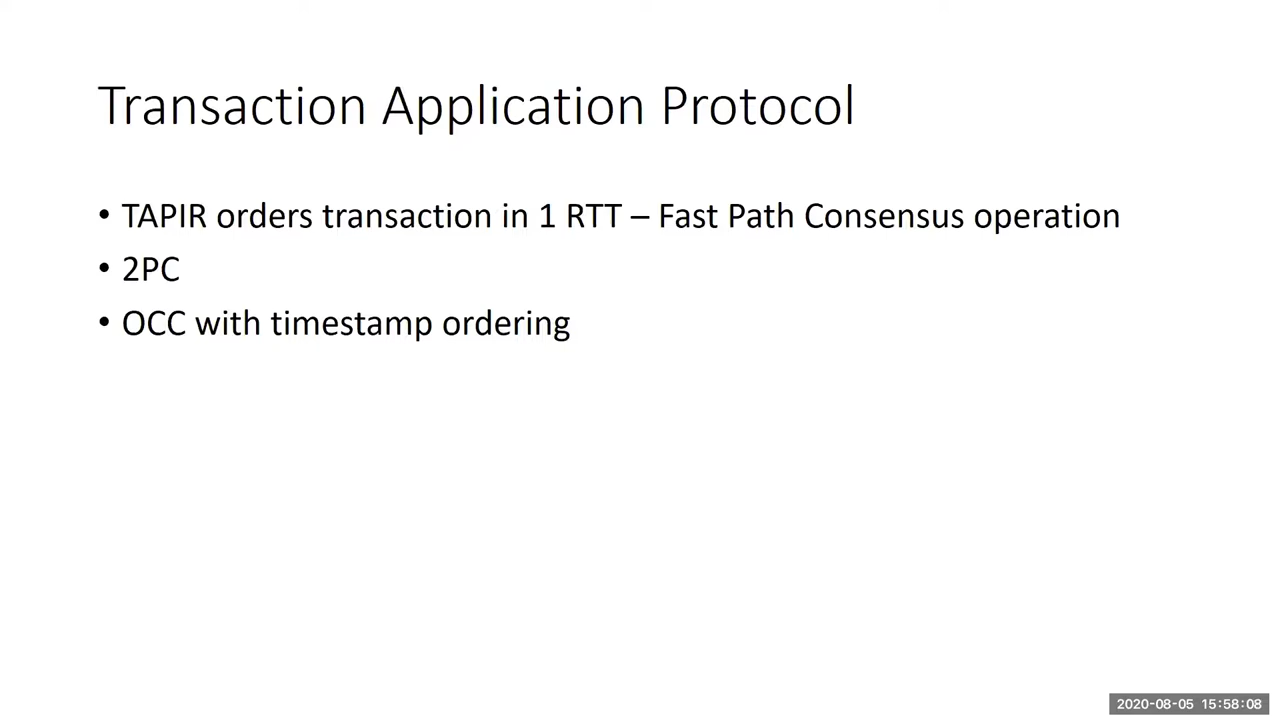 Transaction Application Protocol
• TAPIR orders transaction in 1 RTT – Fast Path Consensus operation
• 2PC
• OCC with timestamp ordering
2020-08-05 15:58:08